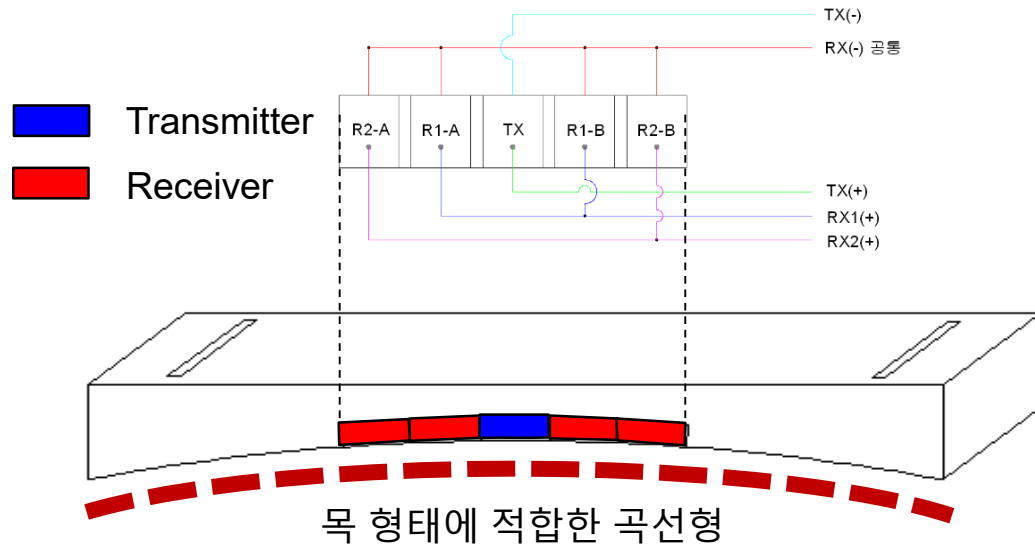 TX(-)
RX(-) 공통
Transmitter
Receiver
R2-A
R1-A
TX
R1-B
R2-B
TX(+)
RX1(+)
RX2(+)
목 형태에 적합한 곡선형